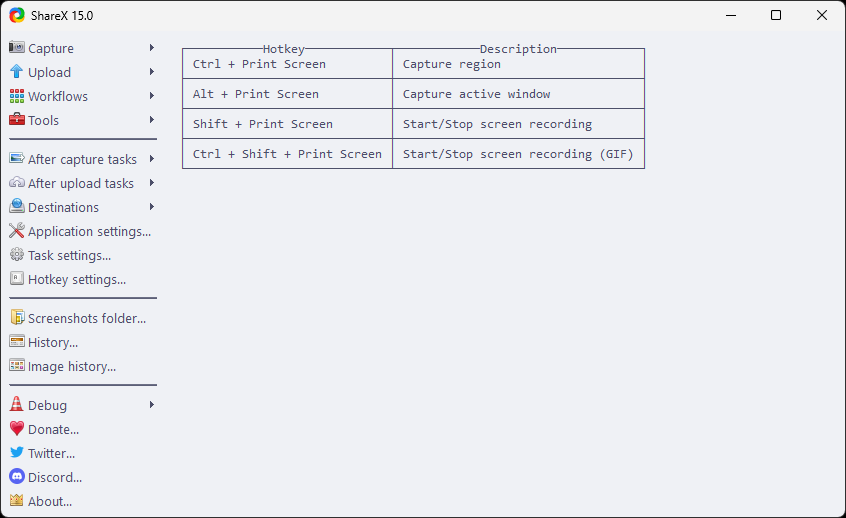 ShareX 15.0
Capture
Upload
Workflows
Tools
After capture tasks
After upload tasks
Destinations
Application settings...
Task settings...
Hotkey settings...
Screenshots folder...
History...
Image history...
Debug
Donate...
Twitter...
Discord...
About...
Hotkey Description
Ctrl + Print Screen Capture region
Alt + Print Screen Capture active window
Shift + Print Screen Start/Stop screen recording
Ctrl + Shift + Print Screen Start/Stop screen recording (GIF)